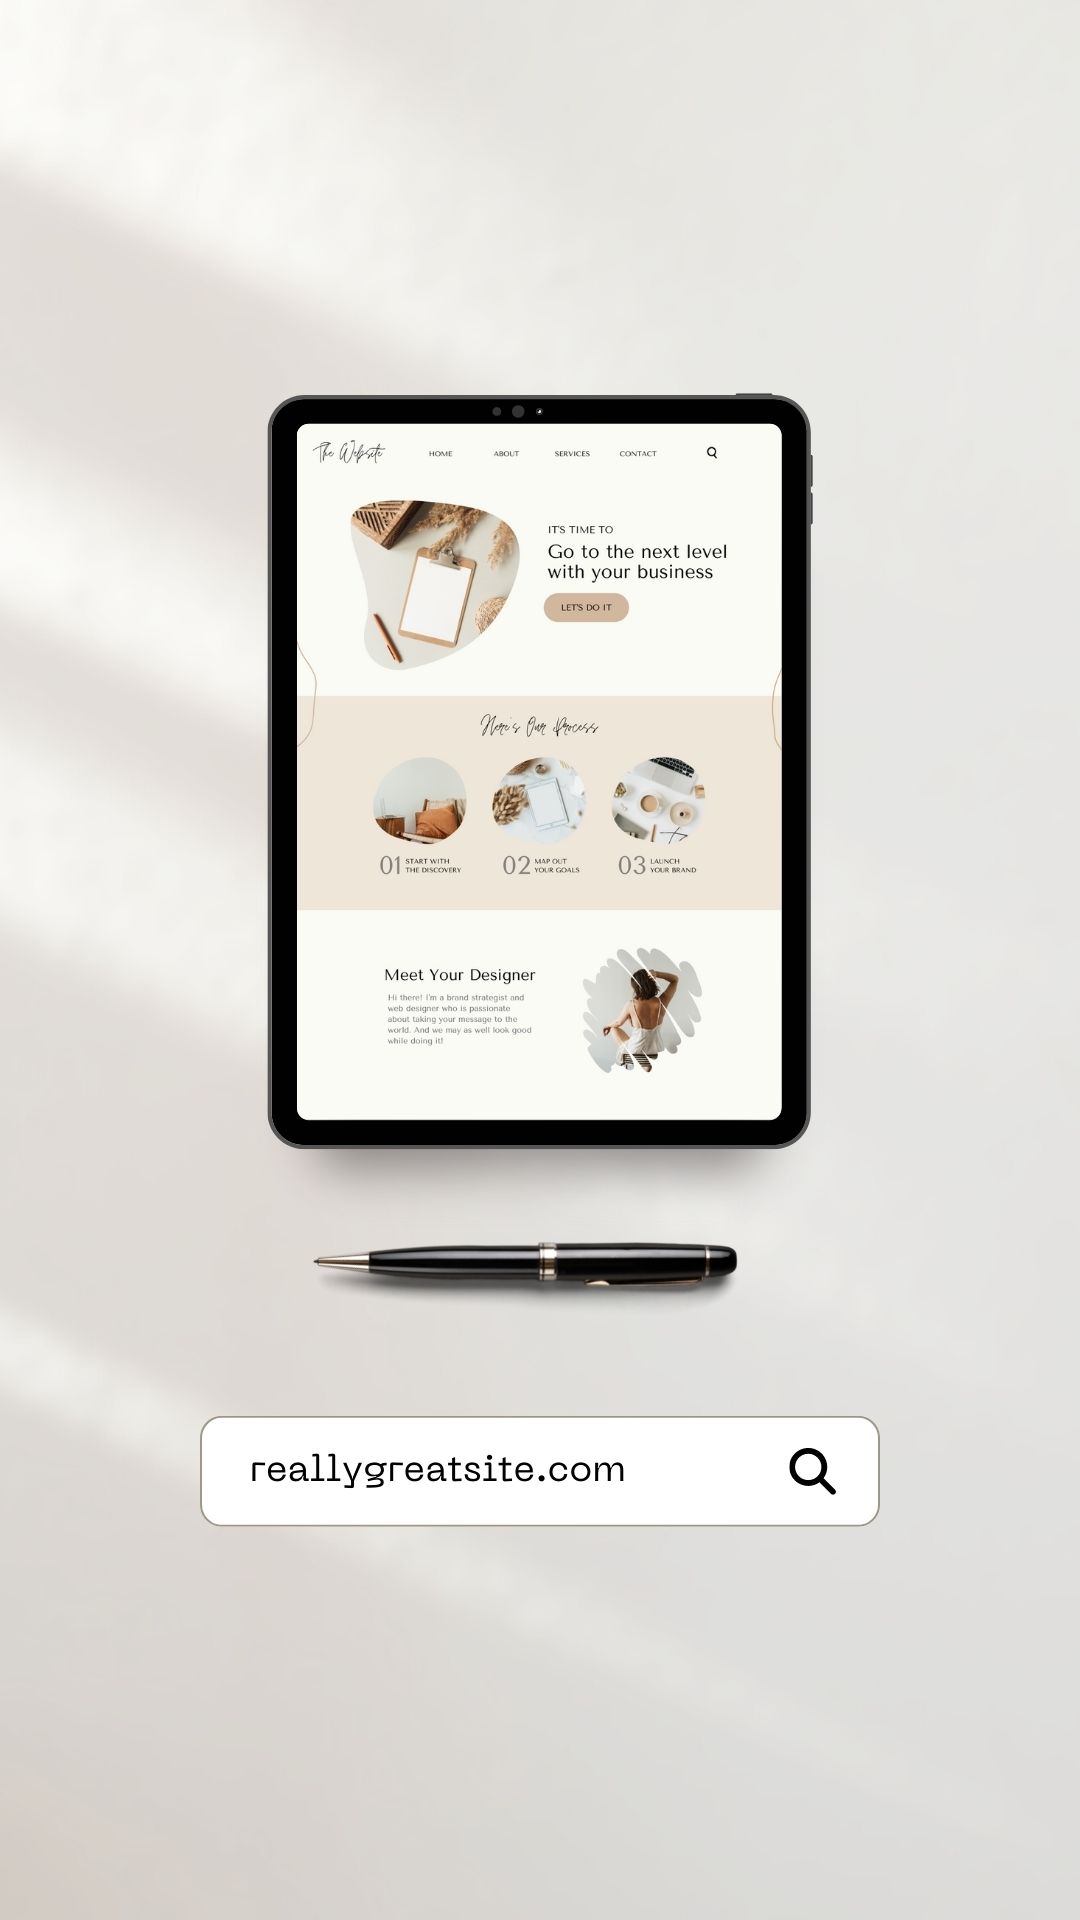 The Website
HOME
ABOUT
SERVICES
CONTACT
IT'S TIME TO
Go to the next level
with your business
LET'S DO IT
Here's Our Process
01
START WITH
THE DISCOVERY
02
MAP OUT
YOUR GOALS
03
LAUNCH
YOUR BRAND
Meet Your Designer
Hi there! I'm a brand strategist and
web designer who is passionate
about taking your message to the
world. And we may as well look good
while doing it!
reallygreatsite.com